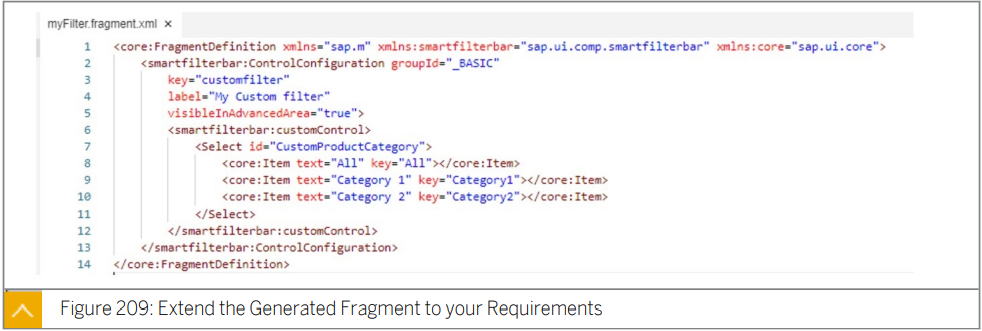 myFilter.fragment.xml ×
1 <core:FragmentDefinition xmlns="sap.m" xmlns:smartfilterbar="sap.ui.comp.smartfilterbar" xmlns:core="sap.ui.core">
2 <smartfilterbar:ControlConfiguration groupId="_BASIC"
3 key="customfilter"
4 label="My Custom filter"
5 visibleInAdvancedArea="true">
6 <smartfilterbar:customControl>
7 <Select id="CustomProductCategory">
8 <core:Item text="All" key="All"></core:Item>
9 <core:Item text="Category 1" key="Category1"></core:Item>
10 <core:Item text="Category 2" key="Category2"></core:Item>
11 </Select>
12 </smartfilterbar:customControl>
13 </smartfilterbar:ControlConfiguration>
14 </core:FragmentDefinition>
Figure 209: Extend the Generated Fragment to your Requirements